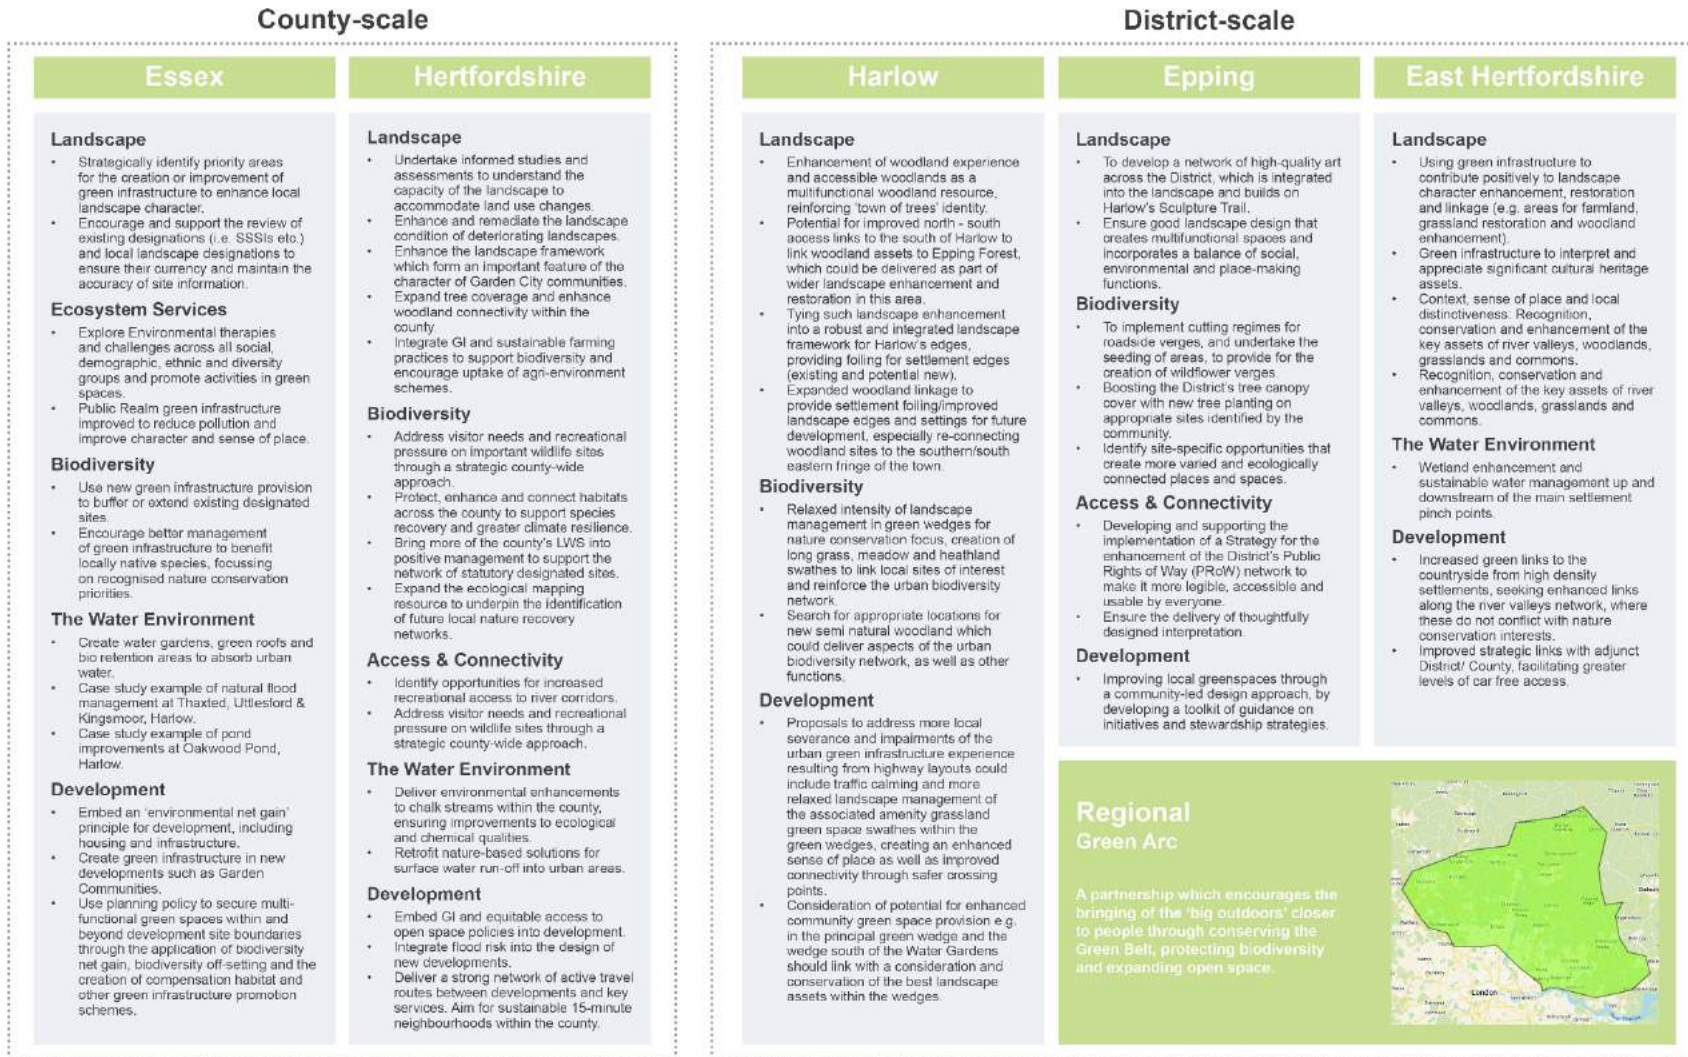 County-scale
District-scale
Essex
Landscape
• Strategically identify priority areas
for the creation or improvement of
green infrastructure to enhance local
landscape character.
• Encourage and support the review of
existing designations (i.e. SSSIs etc.)
and local landscape designations to
ensure their currency and maintain the
accuracy of site information.
Ecosystem Services
• Explore Environmental therapies
and challenges across all social,
demographic, ethnic and diversity
groups and promote activities in green
spaces.
• Public Realm green infrastructure
improved to reduce pollution and
improve character and sense of place.
Biodiversity
• Use new green infrastructure provision
to buffer or extend existing designated
sites.
• Encourage better management
of green infrastructure to benefit
locally native species, focussing
on recognised nature conservation
priorities.
The Water Environment
• Create water gardens, green roofs and
bio retention areas to absorb urban
water.
• Case study example of natural flood
management at Thaxted, Uttlesford &
Kingsmoor, Harlow.
• Case study example of pond
improvements at Oakwood Pond,
Harlow.
Development
• Embed an 'environmental net gain'
principle for development, including
housing and infrastructure.
• Create green infrastructure in new
developments such as Garden
Communities.
• Use planning policy to secure multi-
functional green spaces within and
beyond development site boundaries
through the application of biodiversity
net gain, biodiversity off-setting and the
creation of compensation habitat and
other green infrastructure promotion
schemes.
Hertfordshire
Landscape
• Undertake informed studies and
assessments to understand the
capacity of the landscape to
accommodate land use changes.
• Enhance and remediate the landscape
condition of deteriorating landscapes.
• Enhance the landscape framework
which form an important feature of the
character of Garden City communities.
• Expand tree coverage and enhance
woodland connectivity within the
county.
• Integrate GI and sustainable farming
practices to support biodiversity and
encourage uptake of agri-environment
schemes.
Biodiversity
• Address visitor needs and recreational
pressure on important wildlife sites
through a strategic county-wide
approach.
• Protect, enhance and connect habitats
across the county to support species
recovery and greater climate resilience.
• Bring more of the county's LWS into
positive management to support the
network of statutory designated sites.
• Expand the ecological mapping
resource to underpin the identification
of future local nature recovery
networks.
Access & Connectivity
• Identify opportunities for increased
recreational access to river corridors.
• Address visitor needs and recreational
pressure on wildlife sites through a
strategic county-wide approach.
The Water Environment
• Deliver environmental enhancements
to chalk streams within the county,
ensuring improvements to ecological
and chemical qualities.
• Retrofit nature-based solutions for
surface water run-off into urban areas.
Development
• Embed GI and equitable access to
open space policies into development.
• Integrate flood risk into the design of
new developments.
• Deliver a strong network of active travel
routes between developments and key
services. Aim for sustainable 15-minute
neighbourhoods within the county.
Harlow
Landscape
• Enhancement of woodland experience
and accessible woodlands as a
multifunctional woodland resource,
reinforcing 'town of trees' identity.
• Potential for improved north - south
access links to the south of Harlow to
link woodland assets to Epping Forest,
which could be delivered as part of
wider landscape enhancement and
restoration in this area.
• Tying such landscape enhancement
into a robust and integrated landscape
framework for Harlow's edges,
providing foiling for settlement edges
(existing and potential new).
• Expanded woodland linkage to
provide settlement foiling/improved
landscape edges and settings for future
development, especially re-connecting
woodland sites to the southern/south
eastern fringe of the town.
Biodiversity
• Relaxed intensity of landscape
management in green wedges for
nature conservation focus, creation of
long grass, meadow and heathland
swathes to link local sites of interest
and reinforce the urban biodiversity
network.
• Search for appropriate locations for
new semi natural woodland which
could deliver aspects of the urban
biodiversity network, as well as other
functions.
Development
• Proposals to address more local
severance and impairments of the
urban green infrastructure experience
resulting from highway layouts could
include traffic calming and more
relaxed landscape management of
the associated amenity grassland
green space swathes within the
green wedges, creating an enhanced
sense of place as well as improved
connectivity through safer crossing
points.
• Consideration of potential for enhanced
community green space provision e.g.
in the principal green wedge and the
wedge south of the Water Gardens
should link with a consideration and
conservation of the best landscape
assets within the wedges.
Epping
Landscape
• To develop a network of high-quality art
across the District, which is integrated
into the landscape and builds on
Harlow's Sculpture Trail.
• Ensure good landscape design that
creates multifunctional spaces and
incorporates a balance of social,
environmental and place-making
functions.
Biodiversity
• To implement cutting regimes for
roadside verges, and undertake the
seeding of areas, to provide for the
creation of wildflower verges.
• Boosting the District's tree canopy
cover with new tree planting on
appropriate sites identified by the
community.
• Identify site-specific opportunities that
create more varied and ecologically
connected places and spaces.
Access & Connectivity
• Developing and supporting the
implementation of a Strategy for the
enhancement of the District's Public
Rights of Way (PRoW) network to
make it more legible, accessible and
usable by everyone.
• Ensure the delivery of thoughtfully
designed interpretation.
Development
• Improving local greenspaces through
a community-led design approach, by
developing a toolkit of guidance on
initiatives and stewardship strategies.
East Hertfordshire
Landscape
• Using green infrastructure to
contribute positively to landscape
character enhancement, restoration
and linkage (e.g. areas for farmland,
grassland restoration and woodland
enhancement).
• Green infrastructure to interpret and
appreciate significant cultural heritage
assets.
• Context, sense of place and local
distinctiveness: Recognition,
conservation and enhancement of the
key assets of river valleys, woodlands,
grasslands and commons.
• Recognition, conservation and
enhancement of the key assets of river
valleys, woodlands, grasslands and
commons.
The Water Environment
• Wetland enhancement and
sustainable water management up and
downstream of the main settlement
pinch points.
Development
• Increased green links to the
countryside from high density
settlements, seeking enhanced links
along the river valleys network, where
these do not conflict with nature
conservation interests.
• Improved strategic links with adjunct
District/ County, facilitating greater
levels of car free access.
Regional
Green Arc
A partnership which encourages the
bringing of the 'big outdoors' closer
to people through conserving the
Green Belt, protecting biodiversity
and expanding open space.
London